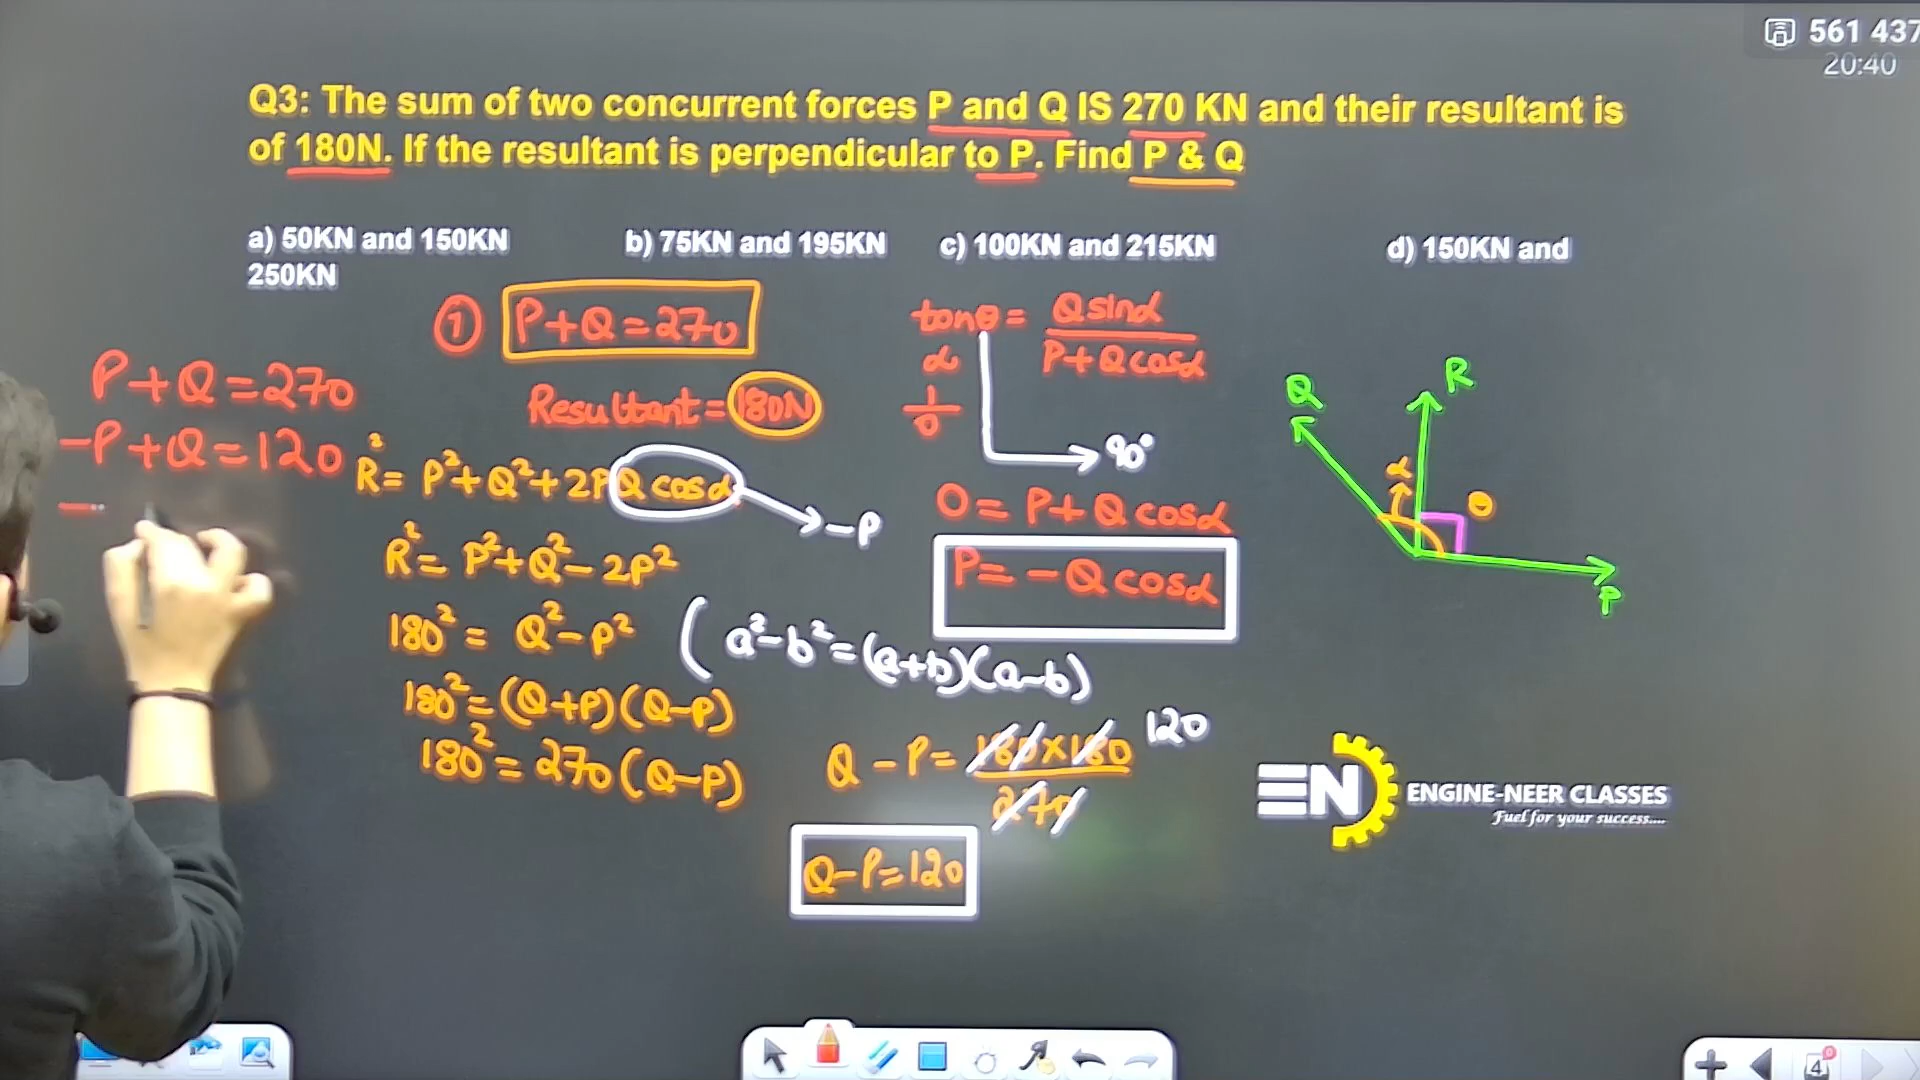 561 437
20:40
Q3: The sum of two concurrent forces P and Q IS 270 KN and their resultant is
of 180N. If the resultant is perpendicular to P. Find P & Q
a) 50KN and 150KN b) 75KN and 195KN c) 100KN and 215KN d) 150KN and
250KN
① P+Q=270
Resultant=180N
R²= P²+Q²+2PQcosα → -P
R²= P²+Q²-2P²
180²= Q²-P² (a²-b²=(a+b)(a-b)
180²=(Q+P)(Q-P)
180²=270(Q-P)
Q-P= 180×180 120
270
Q-P=120
tanθ= Qsinα
P+Qcosα
α
1
0
90°
0= P+Qcosα
P= -Qcosα
P+Q=270
-P+Q=120
Q
R
α
θ
P
EN ENGINE-NEER CLASSES
Fuel for your success....
4